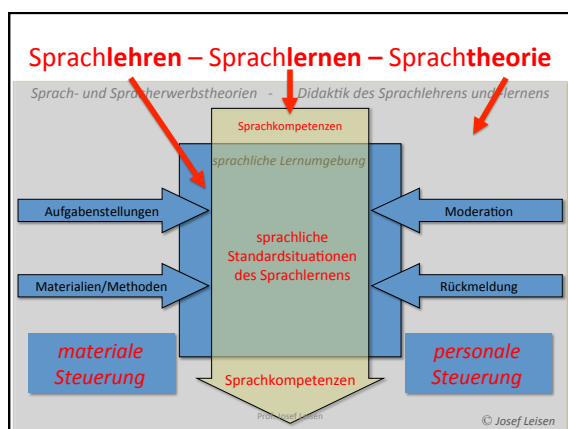 Sprachlehren – Sprachlernen – Sprachtheorie
Sprach- und Spracherwerbstheorien - Didaktik des Sprachlehrens und -lernens
Sprachkompetenzen
sprachliche Lernumgebung
Aufgabenstellungen
Moderation
sprachliche
Standardsituationen
des Sprachlernens
Materialien/Methoden
Rückmeldung
materiale
Steuerung
personale
Steuerung
Sprachkompetenzen
Prof. Josef Leisen
© Josef Leisen